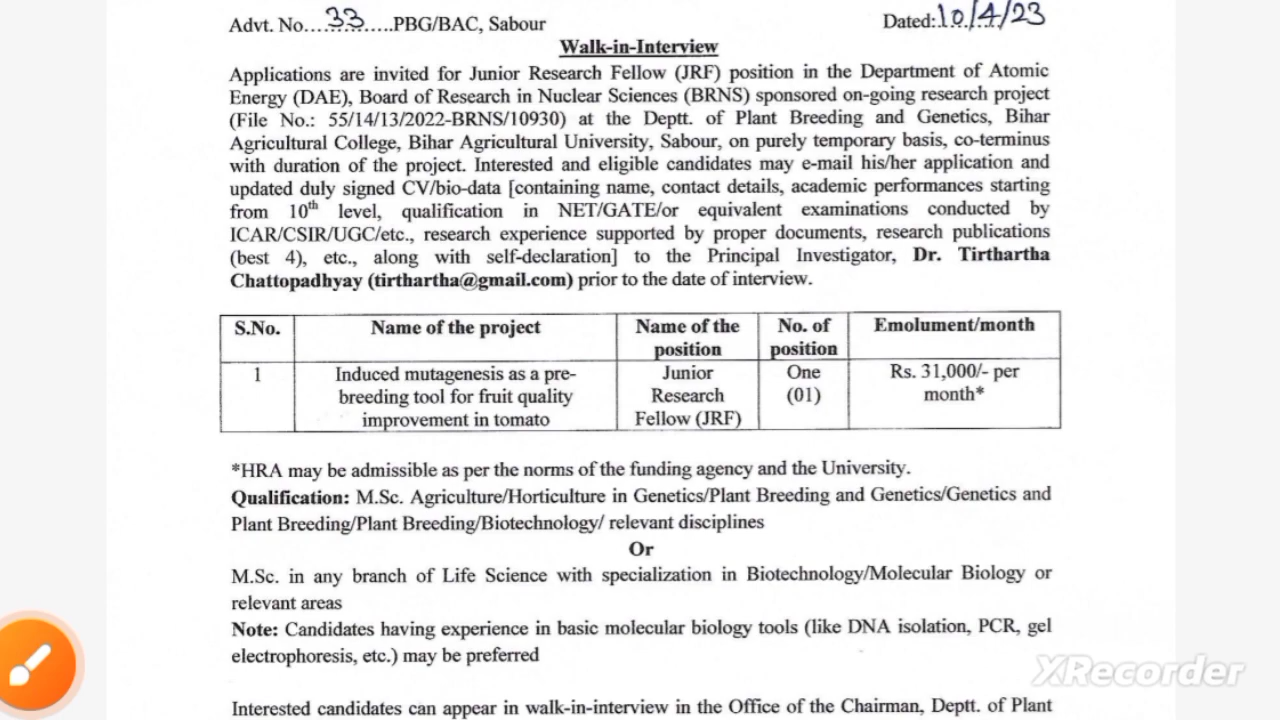 Advt. No....33......PBG/BAC, Sabour
Dated:10/4/23
Walk-in-Interview
Applications are invited for Junior Research Fellow (JRF) position in the Department of Atomic
Energy (DAE), Board of Research in Nuclear Sciences (BRNS) sponsored on-going research project
(File No.: 55/14/13/2022-BRNS/10930) at the Deptt. of Plant Breeding and Genetics, Bihar
Agricultural College, Bihar Agricultural University, Sabour, on purely temporary basis, co-terminus
with duration of the project. Interested and eligible candidates may e-mail his/her application and
updated duly signed CV/bio-data [containing name, contact details, academic performances starting
from 10th level, qualification in NET/GATE/or equivalent examinations conducted by
ICAR/CSIR/UGC/etc., research experience supported by proper documents, research publications
(best 4), etc., along with self-declaration] to the Principal Investigator, Dr. Tirthartha
Chattopadhyay (tirthartha@gmail.com) prior to the date of interview.
S.No. Name of the project Name of the No. of Emolument/month
position position
1 Induced mutagenesis as a pre- Junior One Rs. 31,000/- per
breeding tool for fruit quality Research (01) month*
improvement in tomato Fellow (JRF)
*HRA may be admissible as per the norms of the funding agency and the University.
Qualification: M.Sc. Agriculture/Horticulture in Genetics/Plant Breeding and Genetics/Genetics and
Plant Breeding/Plant Breeding/Biotechnology/ relevant disciplines
Or
M.Sc. in any branch of Life Science with specialization in Biotechnology/Molecular Biology or
relevant areas
Note: Candidates having experience in basic molecular biology tools (like DNA isolation, PCR, gel
electrophoresis, etc.) may be preferred
XRecorder
Interested candidates can appear in walk-in-interview in the Office of the Chairman, Deptt. of Plant